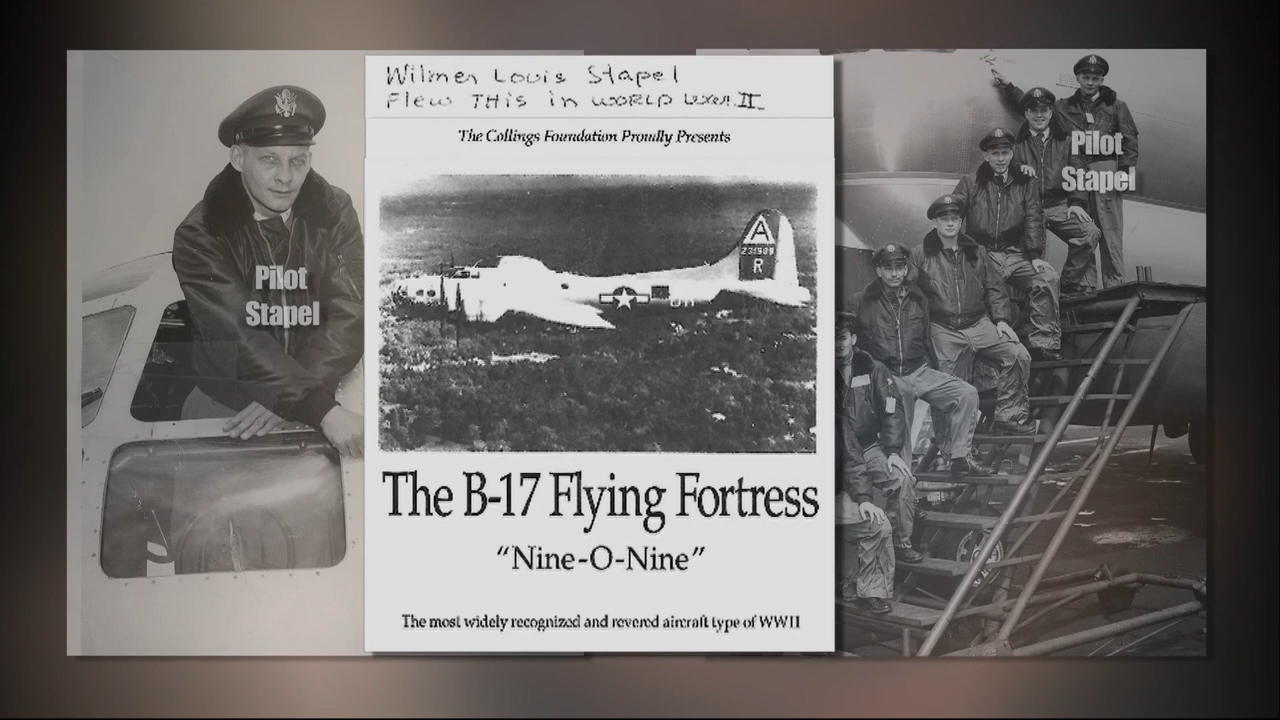 Wilmer Louis Stapel
Flew THis in WORLD WAR II
The Collings Foundation Proudly Presents
A
231909
R
The B-17 Flying Fortress
“Nine-O-Nine”
The most widely recognized and revered aircraft type of WWII
Pilot
Stapel
Pilot
Stapel